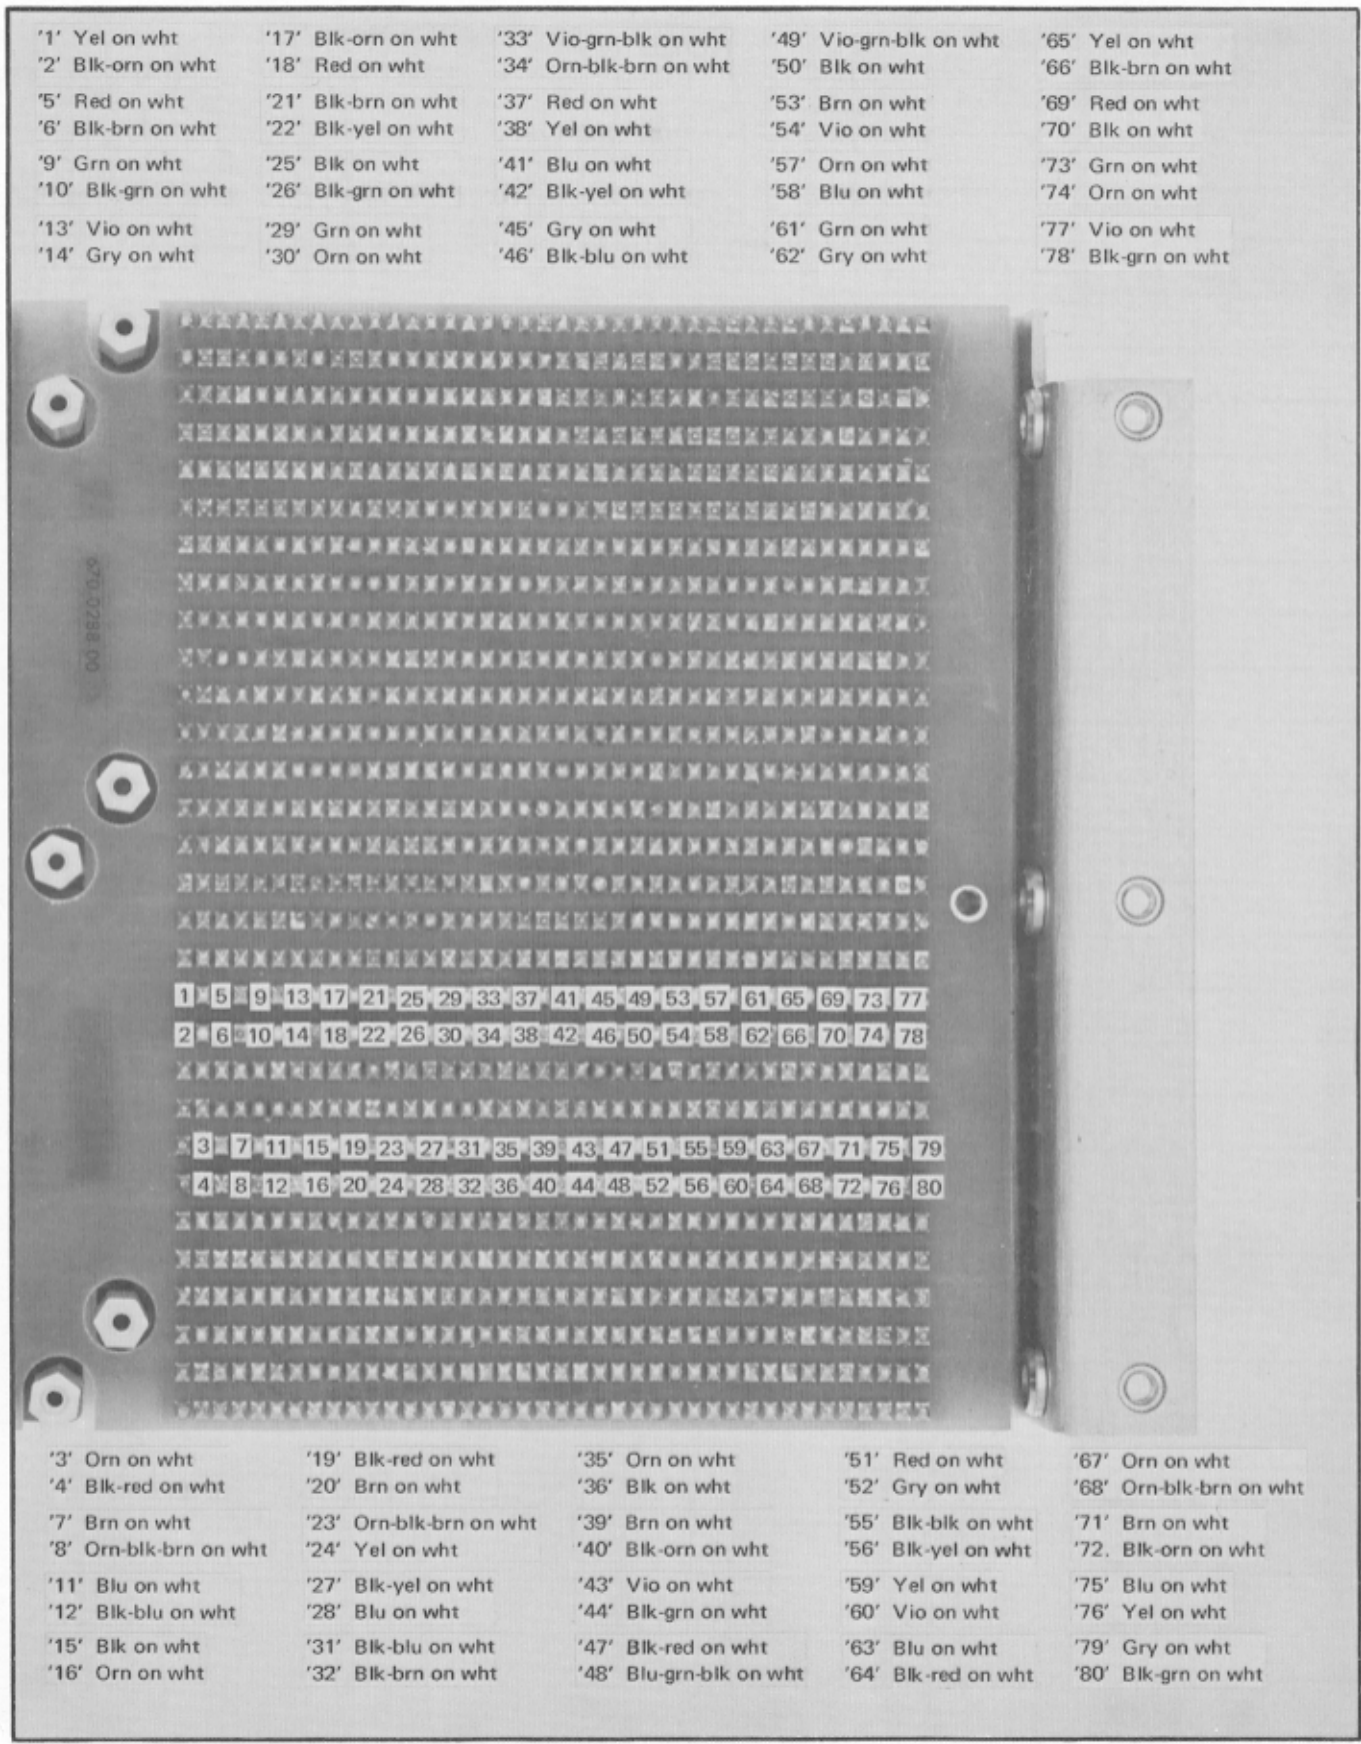 '1' Yel on wht
'2' Blk-orn on wht
'5' Red on wht
'6' Blk-brn on wht
'9' Grn on wht
'10' Blk-grn on wht
'13' Vio on wht
'14' Gry on wht
'17' Blk-orn on wht
'18' Red on wht
'21' Blk-brn on wht
'22' Blk-yel on wht
'25' Blk on wht
'26' Blk-grn on wht
'29' Grn on wht
'30' Orn on wht
'33' Vio-grn-blk on wht
'34' Orn-blk-brn on wht
'37' Red on wht
'38' Yel on wht
'41' Blu on wht
'42' Blk-yel on wht
'45' Gry on wht
'46' Blk-blu on wht
'49' Vio-grn-blk on wht
'50' Blk on wht
'53' Brn on wht
'54' Vio on wht
'57' Orn on wht
'58' Blu on wht
'61' Grn on wht
'62' Gry on wht
'65' Yel on wht
'66' Blk-brn on wht
'69' Red on wht
'70' Blk on wht
'73' Grn on wht
'74' Orn on wht
'77' Vio on wht
'78' Blk-grn on wht
670-0288-00
1 5 9 13 17 21 25 29 33 37 41 45 49 53 57 61 65 69 73 77
2 6 10 14 18 22 26 30 34 38 42 46 50 54 58 62 66 70 74 78
3 7 11 15 19 23 27 31 35 39 43 47 51 55 59 63 67 71 75 79
4 8 12 16 20 24 28 32 36 40 44 48 52 56 60 64 68 72 76 80
'3' Orn on wht
'4' Blk-red on wht
'7' Brn on wht
'8' Orn-blk-brn on wht
'11' Blu on wht
'12' Blk-blu on wht
'15' Blk on wht
'16' Orn on wht
'19' Blk-red on wht
'20' Brn on wht
'23' Orn-blk-brn on wht
'24' Yel on wht
'27' Blk-yel on wht
'28' Blu on wht
'31' Blk-blu on wht
'32' Blk-brn on wht
'35' Orn on wht
'36' Blk on wht
'39' Brn on wht
'40' Blk-orn on wht
'43' Vio on wht
'44' Blk-grn on wht
'47' Blk-red on wht
'48' Blu-grn-blk on wht
'51' Red on wht
'52' Gry on wht
'55' Blk-blk on wht
'56' Blk-yel on wht
'59' Yel on wht
'60' Vio on wht
'63' Blu on wht
'64' Blk-red on wht
'67' Orn on wht
'68' Orn-blk-brn on wht
'71' Brn on wht
'72. Blk-orn on wht
'75' Blu on wht
'76' Yel on wht
'79' Gry on wht
'80' Blk-grn on wht